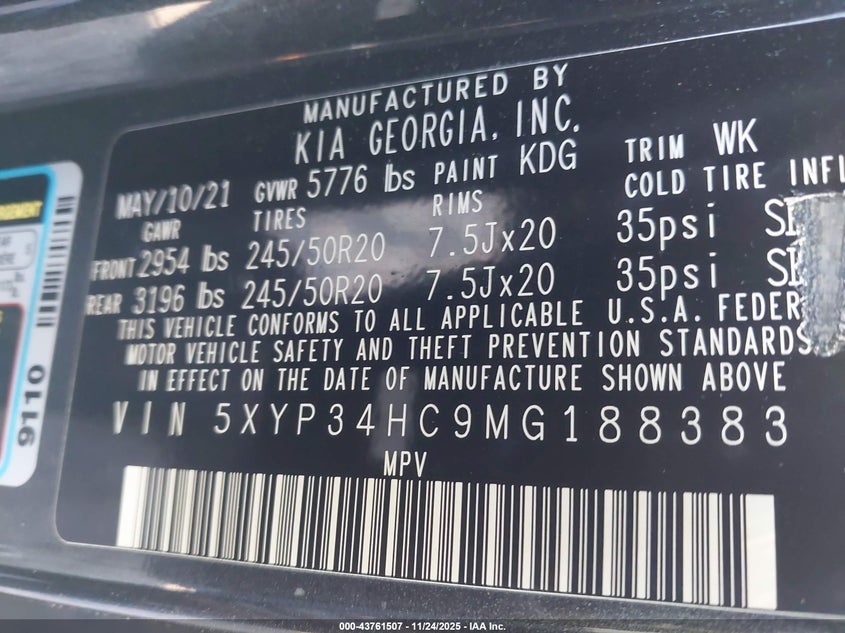 MANUFACTURED BY
KIA GEORGIA, INC.
MAY/10/21 GVWR 5776 lbs PAINT KDG TRIM WK
GAWR TIRES RIMS COLD TIRE INFL
FRONT 2954 lbs 245/50R20 7.5Jx20 35psi
REAR 3196 lbs 245/50R20 7.5Jx20 35psi
THIS VEHICLE CONFORMS TO ALL APPLICABLE U.S.A. FEDER
MOTOR VEHICLE SAFETY AND THEFT PREVENTION STANDARDS
IN EFFECT ON THE DATE OF MANUFACTURE SHOWN ABOVE
VIN 5XYP34HC9MG188383
MPV
9110
000-43761507 - 11/24/2025 - IAA Inc.